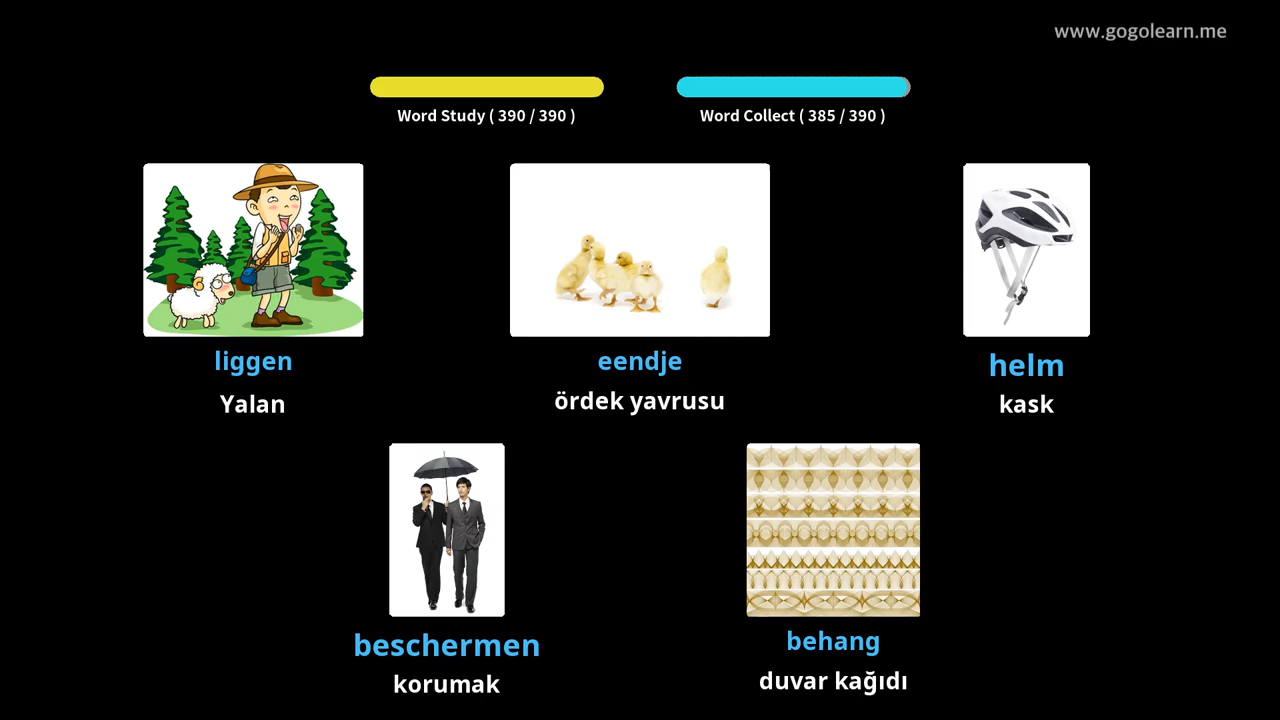 www.gogolearn.me
Word Study ( 390 / 390 )
Word Collect ( 385 / 390 )
liggen
Yalan
eendje
ördek yavrusu
helm
kask
beschermen
korumak
behang
duvar kağıdı